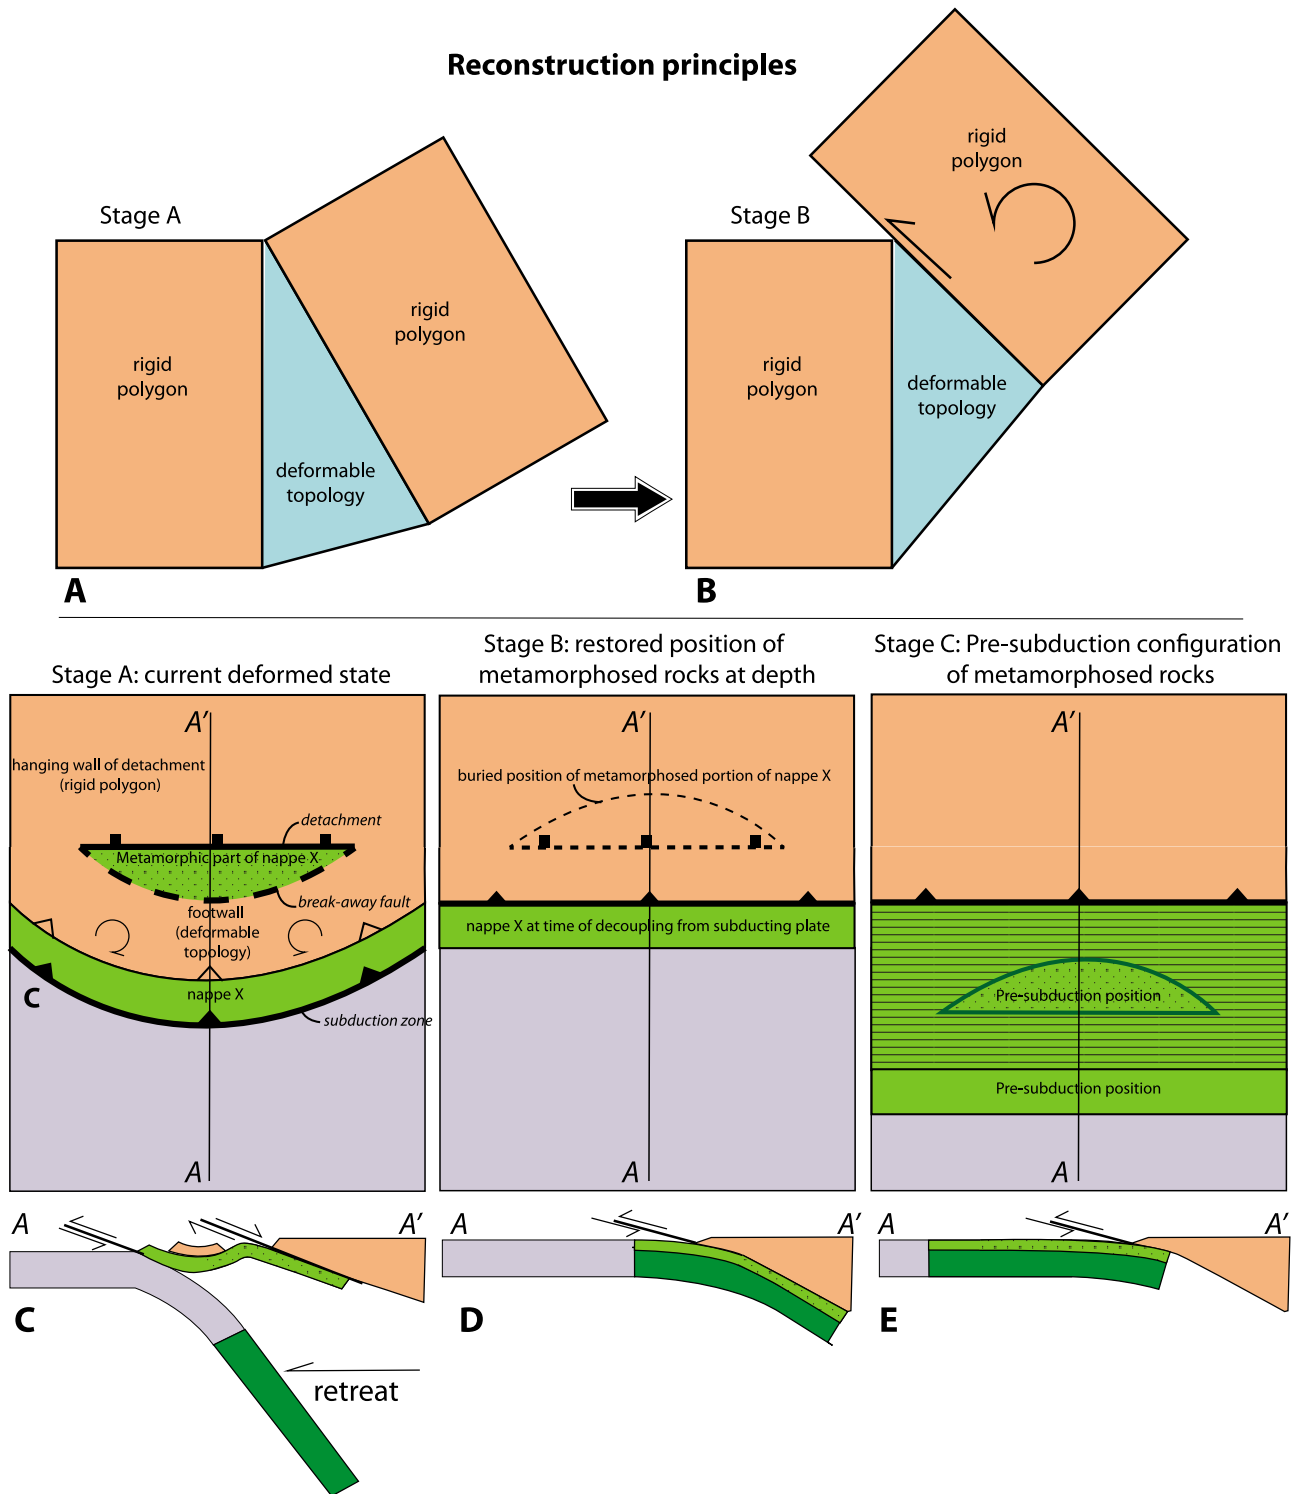 Reconstruction principles
Stage A
rigid
polygon
rigid
polygon
deformable
topology
A
Stage B
rigid
polygon
rigid
polygon
deformable
topology
B
Stage A: current deformed state
A'
hanging wall of detachment
(rigid polygon)
detachment
Metamorphic part of nappe X
break-away fault
footwall
(deformable
topology)
nappe X
C
subduction zone
A
Stage B: restored position of
metamorphosed rocks at depth
A'
buried position of metamorphosed portion of nappe X
nappe X at time of decoupling from subducting plate
A
Stage C: Pre-subduction configuration
of metamorphosed rocks
A'
Pre-subduction position
Pre-subduction position
A
A
A'
C
retreat
A
A'
D
A
A'
E